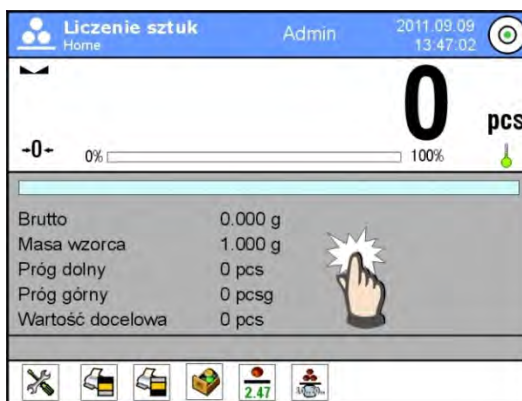 Liczenie sztuk Admin 2011.09.09
Home 13:47:02
0 pcs
0% 100%
Brutto 0.000 g
Masa wzorca 1.000 g
Próg dolny 0 pcs
Próg górny 0 pcsg
Wartość docelowa 0 pcs
2.47